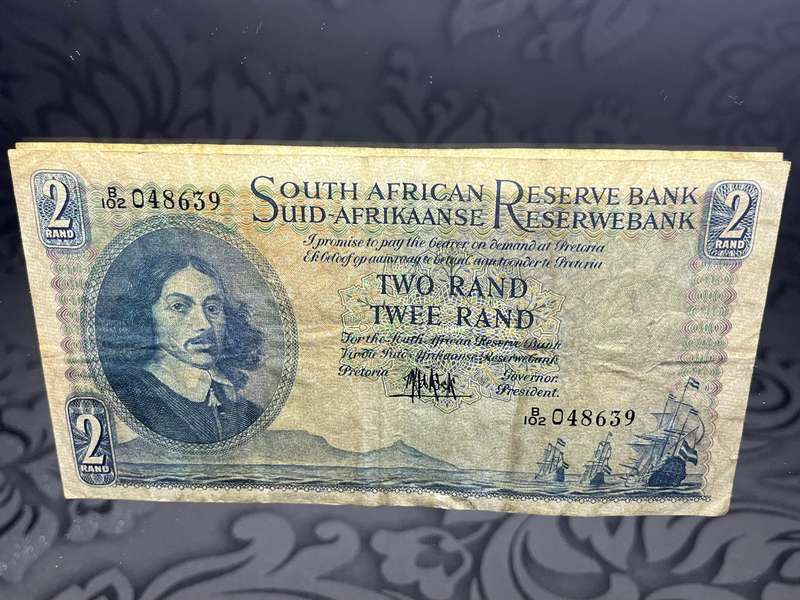 2
RAND
B/102 048639
SOUTH AFRICAN RESERVE BANK
SUID-AFRIKAANSE RESERWEBANK
2
RAND
I promise to pay the bearer on demand at Pretoria
Ek beloof op aanvraag te betaal aan toonder te Pretoria
TWO RAND
TWEE RAND
For the South African Reserve Bank
Vir die Suid-Afrikaanse Reserwebank
Pretoria
Governor.
President.
B/102 048639
2
RAND